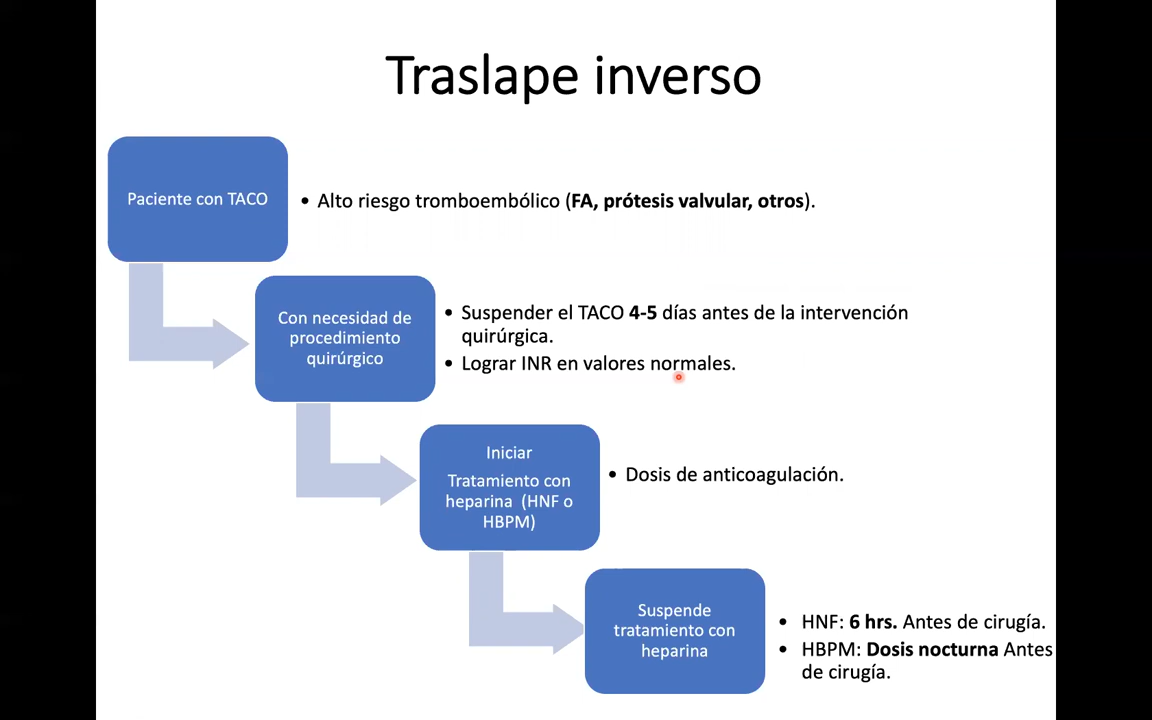 Traslape inverso
Paciente con TACO
• Alto riesgo tromboembólico (FA, prótesis valvular, otros).
Con necesidad de
procedimiento
quirúrgico
• Suspender el TACO 4-5 días antes de la intervención
quirúrgica.
• Lograr INR en valores normales.
Iniciar
Tratamiento con
heparina (HNF o
HBPM)
• Dosis de anticoagulación.
Suspende
tratamiento con
heparina
• HNF: 6 hrs. Antes de cirugía.
• HBPM: Dosis nocturna Antes
de cirugía.